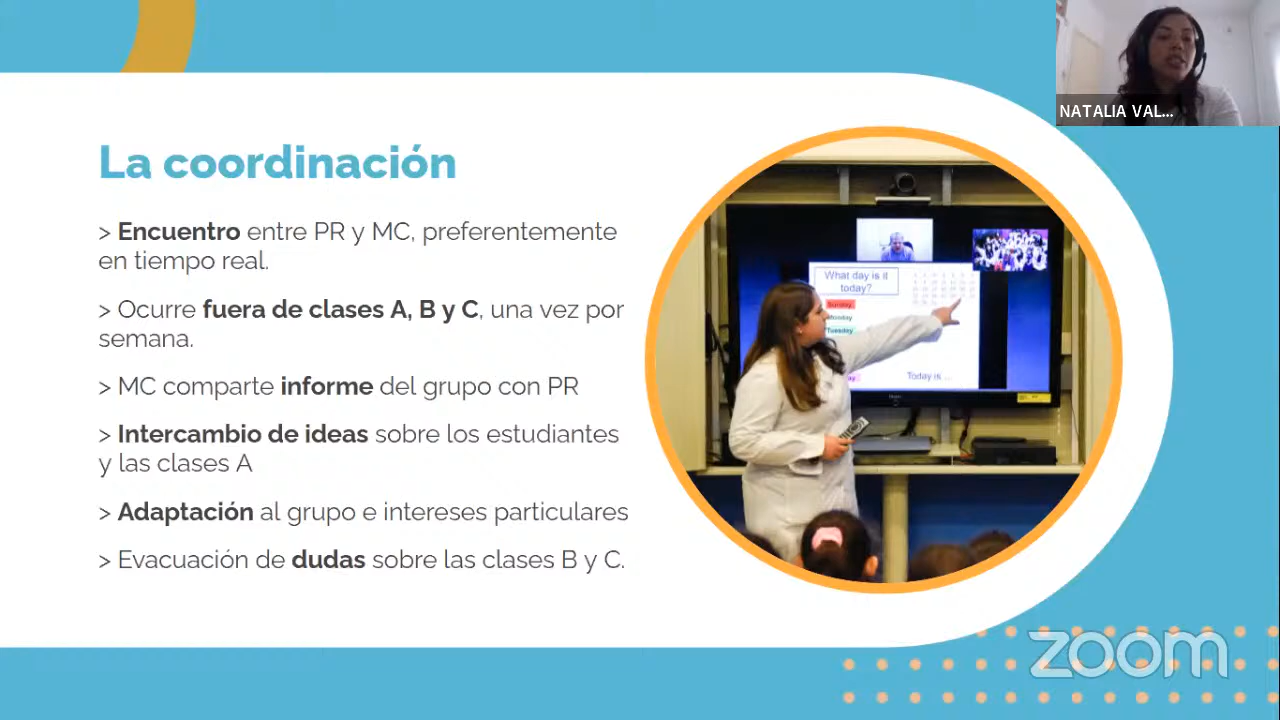 NATALIA VAL...
La coordinación
> Encuentro entre PR y MC, preferentemente
en tiempo real.
> Ocurre fuera de clases A, B y C, una vez por
semana.
> MC comparte informe del grupo con PR
> Intercambio de ideas sobre los estudiantes
y las clases A
> Adaptación al grupo e intereses particulares
> Evacuación de dudas sobre las clases B y C.
What day is it
today?
Sunday
Monday
Tuesday
Today is ...
zoom